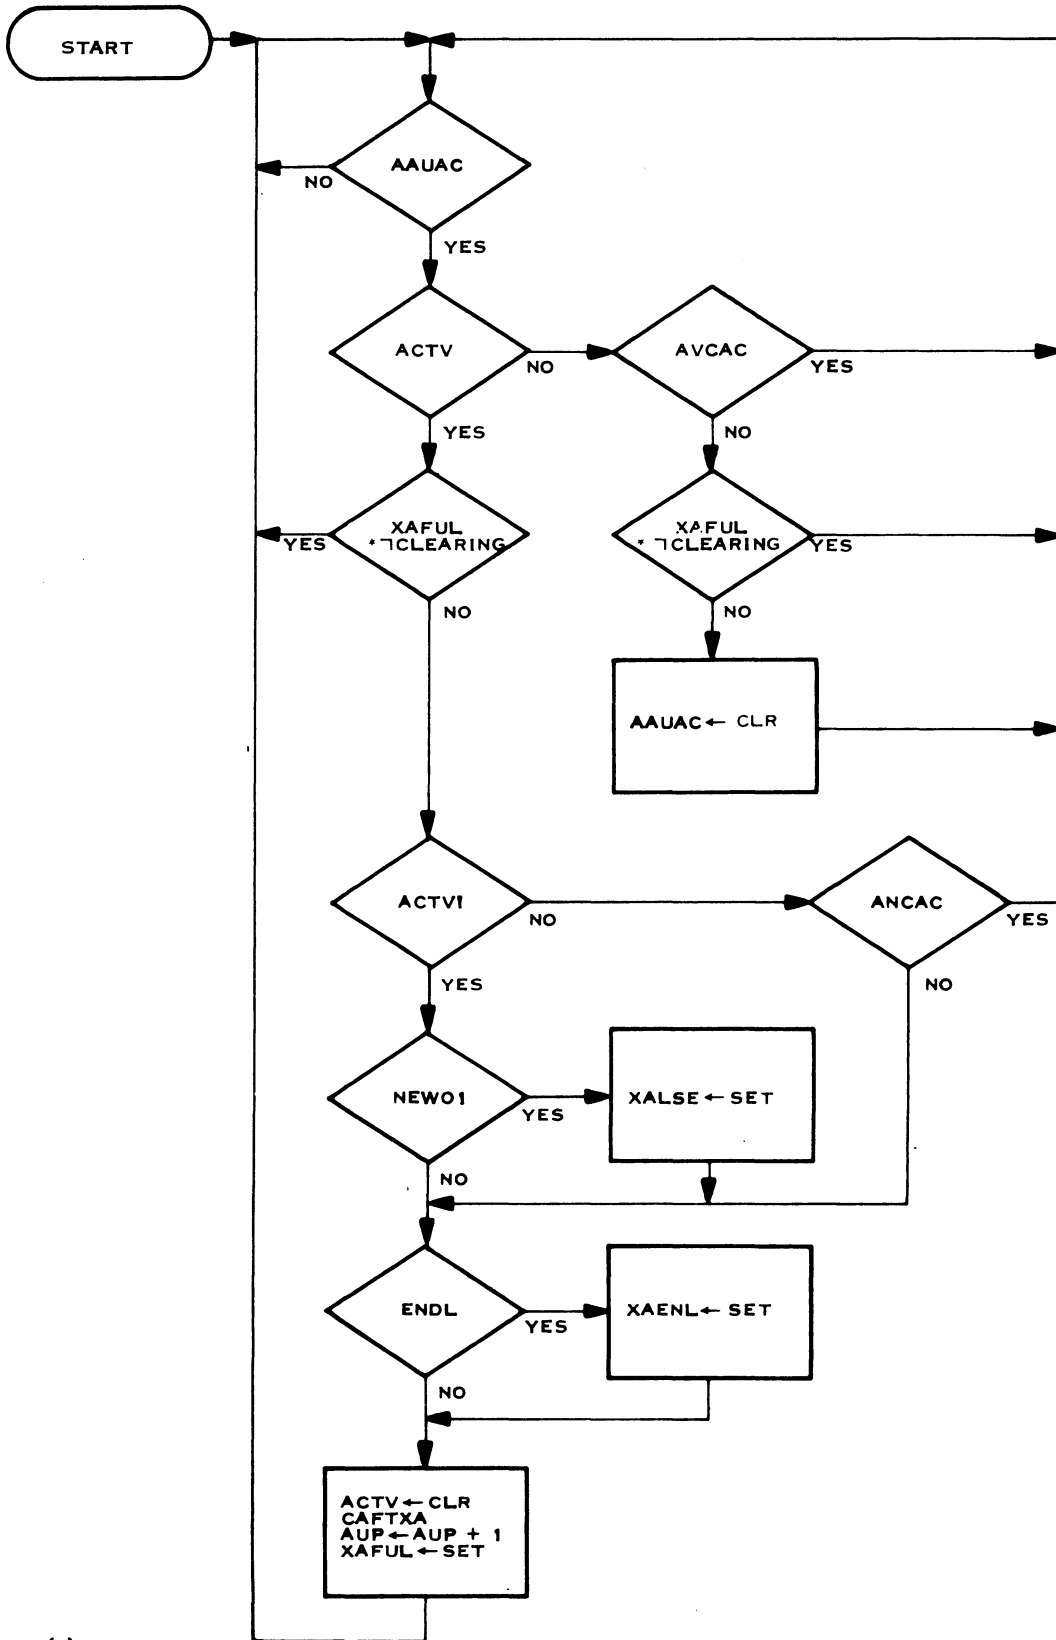 START
AAUAC
NO
YES
ACTV
NO
AVCAC
YES
YES
NO
XAFUL
* ¬CLEARING
YES
XAFUL
* ¬CLEARING
YES
NO
NO
AAUAC ← CLR
ACTV1
NO
ANCAC
YES
YES
NO
NEW01
YES
XALSE ← SET
NO
ENDL
YES
XAENL ← SET
NO
ACTV ← CLR
CAFTXA
AUP ← AUP + 1
XAFUL ← SET